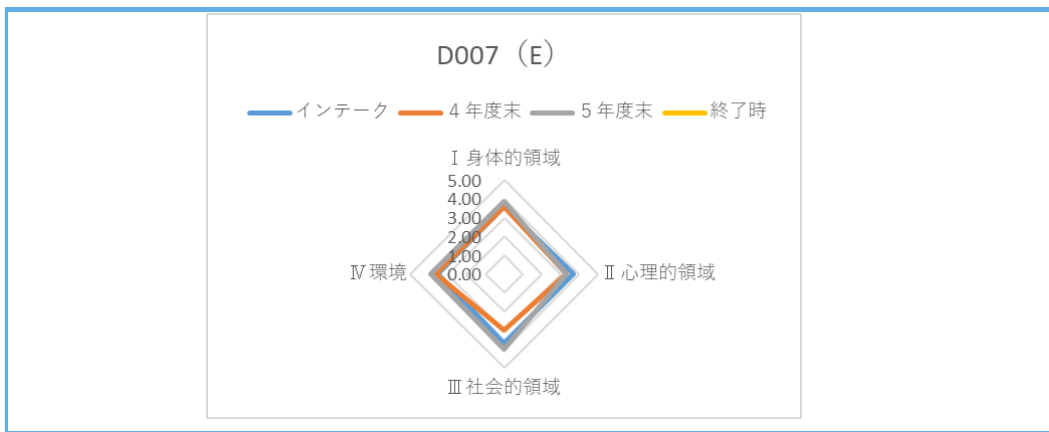 D007（E）
インテーク 4年度末 5年度末 終了時
Ⅰ身体的領域
5.00
4.00
3.00
2.00
1.00
0.00
Ⅳ環境
Ⅱ心理的領域
Ⅲ社会的領域